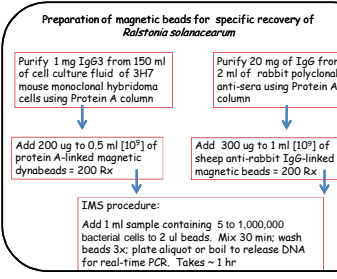 Preparation of magnetic beads for specific recovery of
Ralstonia solanacearum
Purify 1 mg IgG3 from 150 ml
of cell culture fluid of 3H7
mouse monoclonal hybridoma
cells using Protein A column
Purify 20 mg of IgG from
2 ml of rabbit polyclonal
anti-sera using Protein A
column
Add 200 ug to 0.5 ml [10⁹] of
protein A-linked magnetic
dynabeads = 200 Rx
Add 300 ug to 1 ml [10⁹] of
sheep anti-rabbit IgG-linked
magnetic beads = 200 Rx
IMS procedure:
Add 1 ml sample containing 5 to 1,000,000
bacterial cells to 2 ul beads. Mix 30 min; wash
beads 3x; plate aliquot or boil to release DNA
for real-time PCR. Takes ~ 1 hr